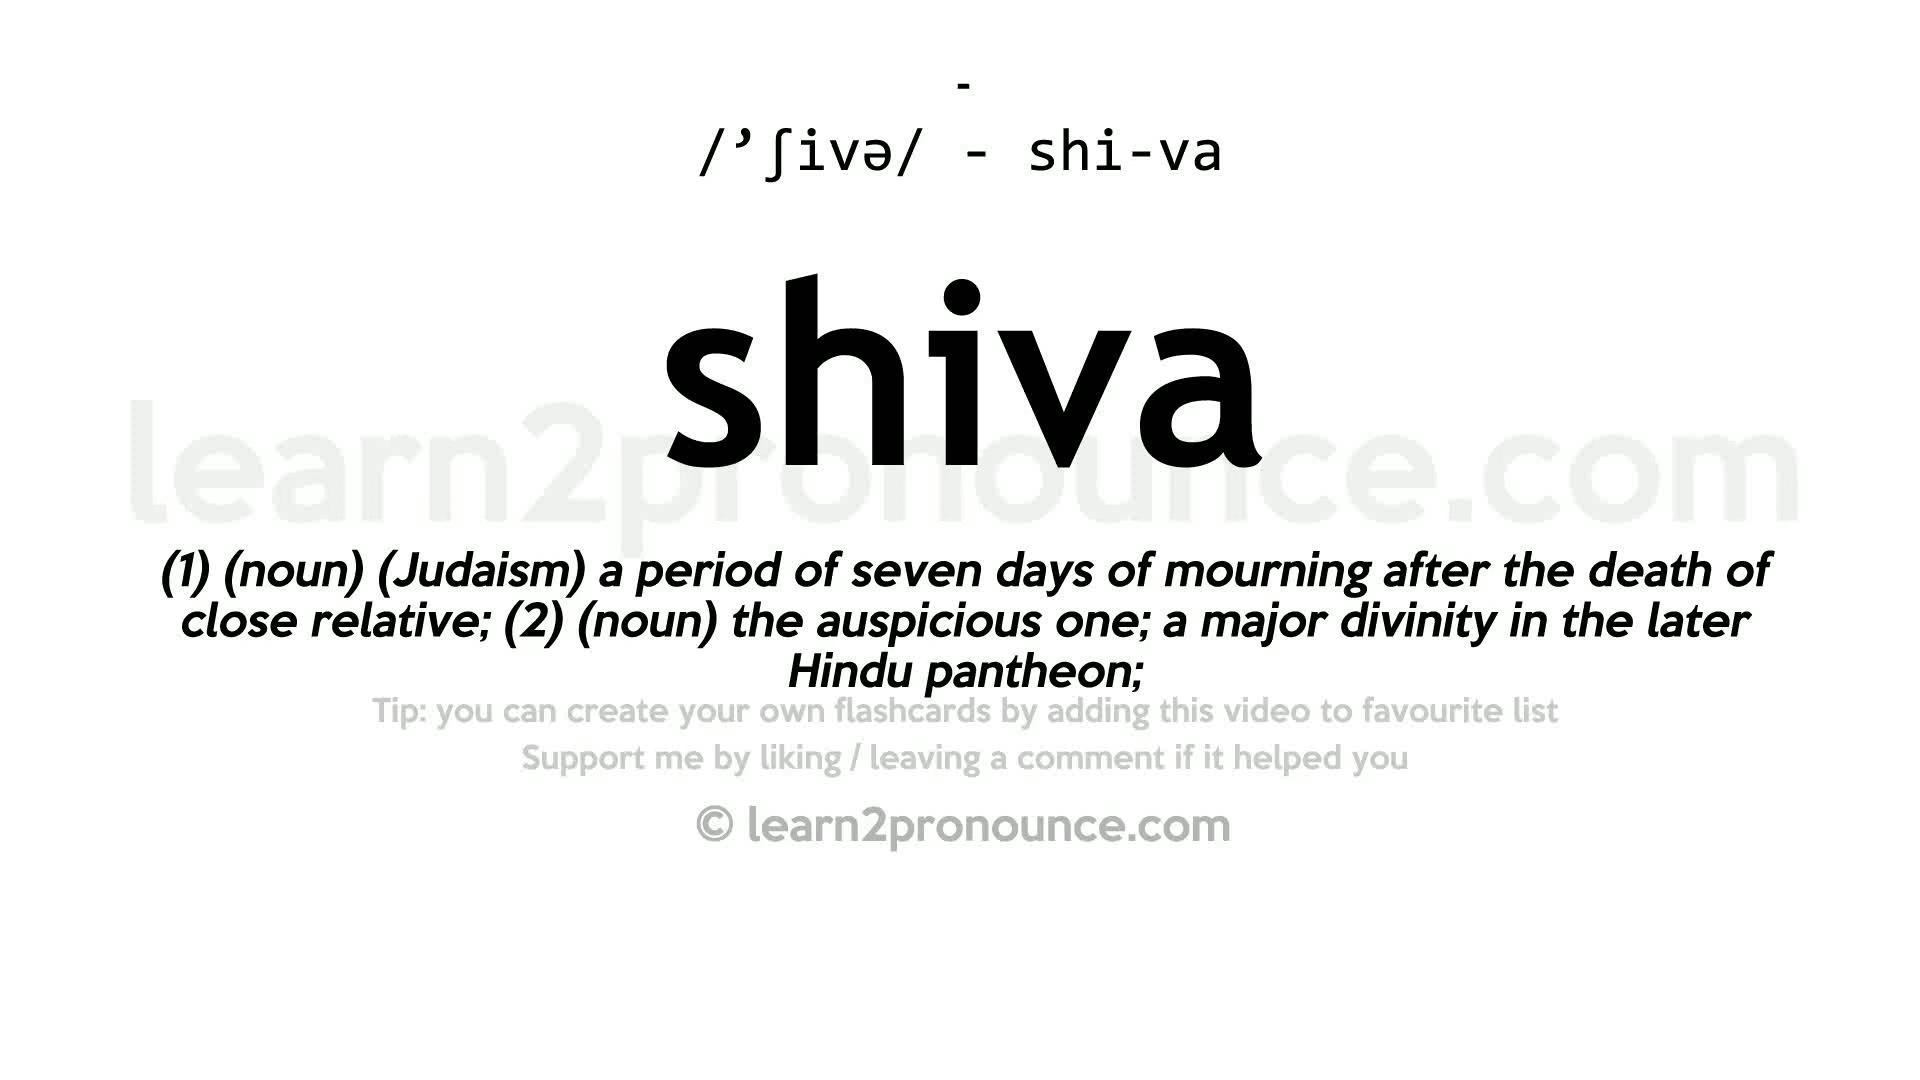 -
/’ʃivə/ - shi-va
shiva
learn2pronounce.com
(1) (noun) (Judaism) a period of seven days of mourning after the death of
close relative; (2) (noun) the auspicious one; a major divinity in the later
Hindu pantheon;
Tip: you can create your own flashcards by adding this video to favourite list
Support me by liking / leaving a comment if it helped you
© learn2pronounce.com